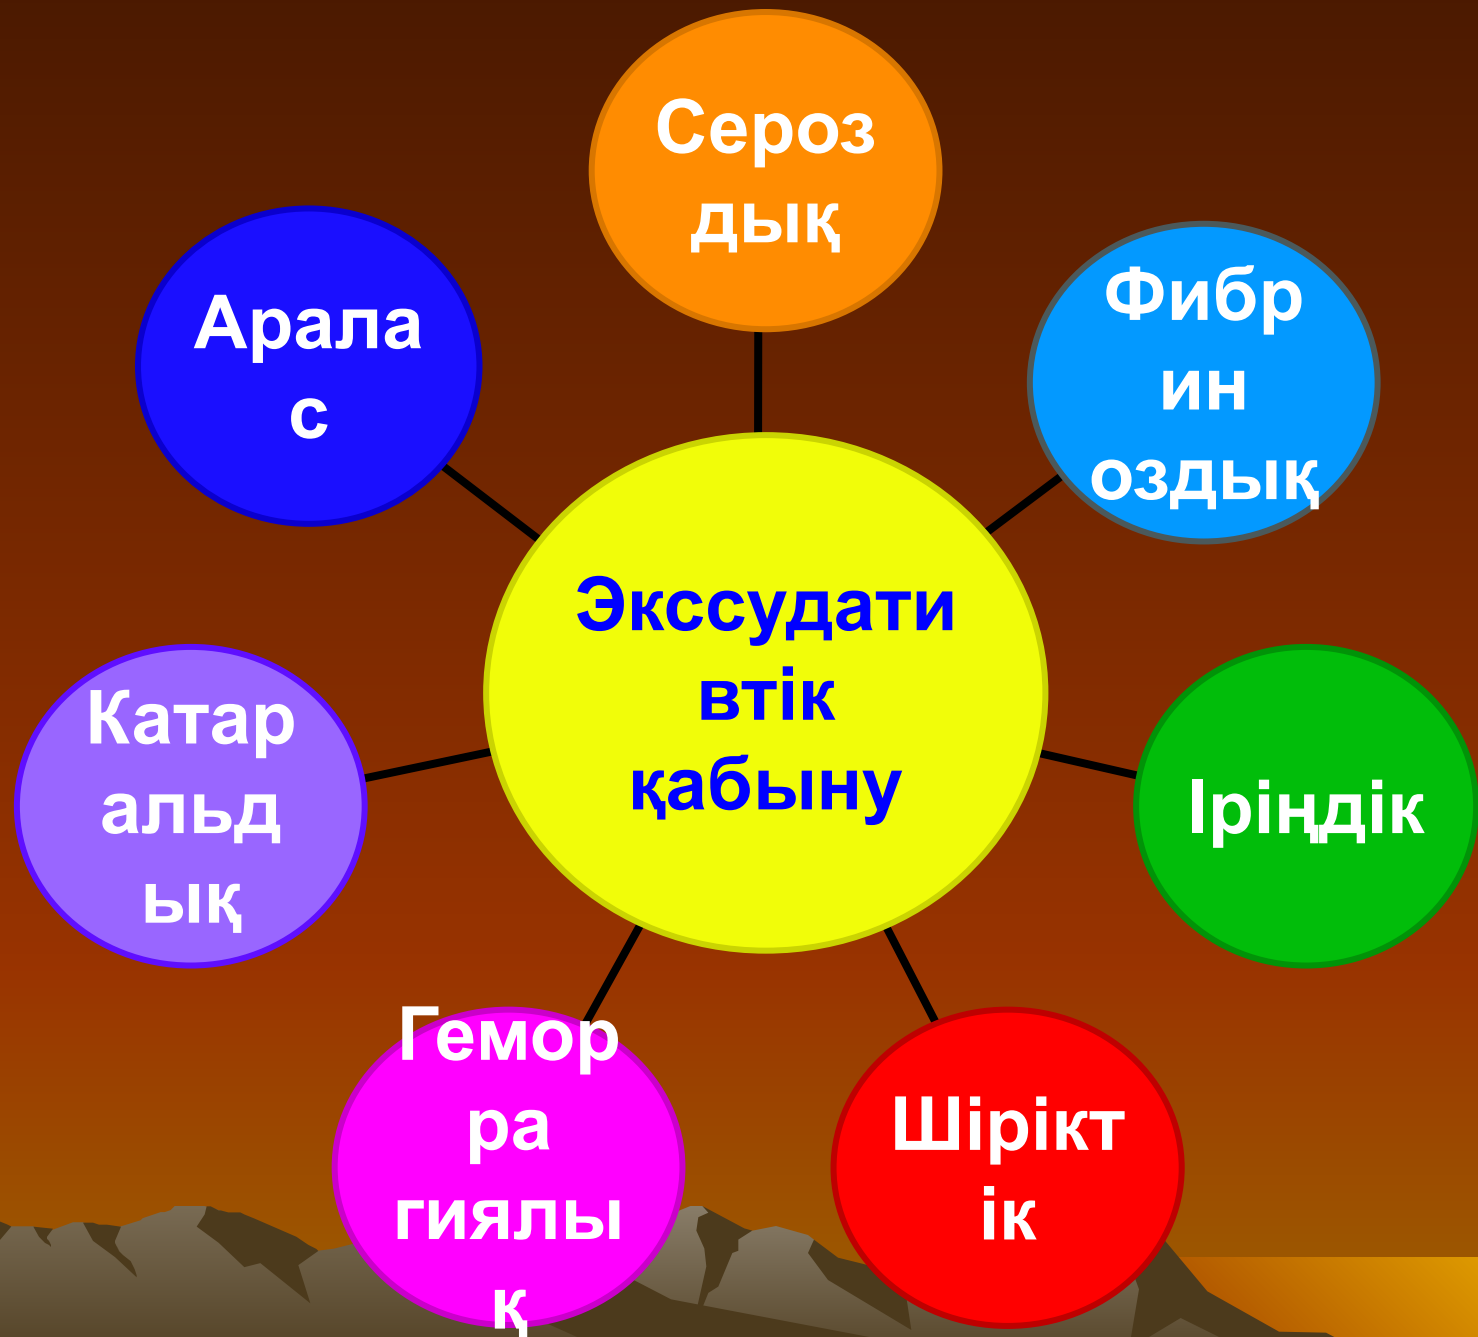 Сероз
дық
Фибр
ин
оздық
Іріңдік
Шірікт
ік
Гемор
ра
гиялы
қ
Катар
альд
ық
Арала
с
Экссудати
втік
қабыну